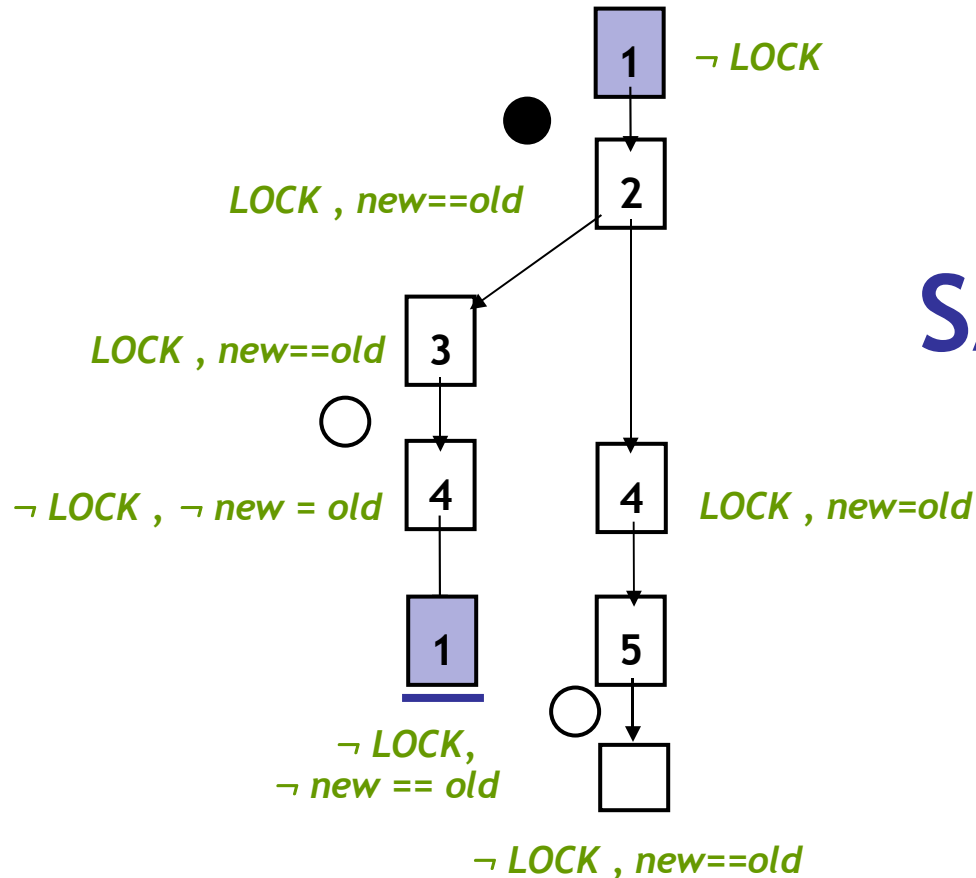 1
¬ LOCK
2
LOCK , new==old
3
LOCK , new==old
4
¬ LOCK , ¬ new = old
4
LOCK , new=old
1
5
¬ LOCK,
¬ new == old
¬ LOCK , new==old